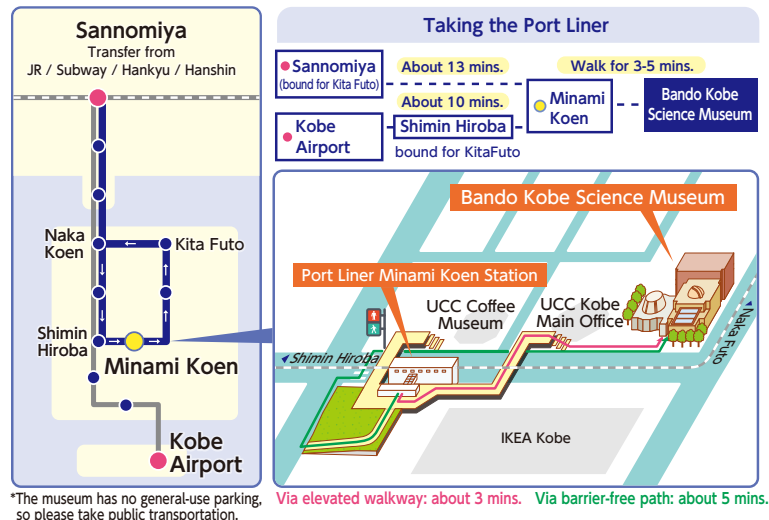 Sannomiya
Transfer from
JR / Subway / Hankyu / Hanshin
Naka
Koen
Kita Futo
Shimin
Hiroba
Minami Koen
Kobe
Airport
*The museum has no general-use parking,
so please take public transportation.
Taking the Port Liner
Sannomiya
(bound for Kita Futo)
About 13 mins.
Walk for 3-5 mins.
About 10 mins.
Minami
Koen
Bando Kobe
Science Museum
Kobe
Airport
Shimin Hiroba
bound for KitaFuto
Bando Kobe Science Museum
Port Liner Minami Koen Station
UCC Coffee
Museum
UCC Kobe
Main Office
Shimin Hiroba
Naka Futo
IKEA Kobe
Via elevated walkway: about 3 mins. Via barrier-free path: about 5 mins.